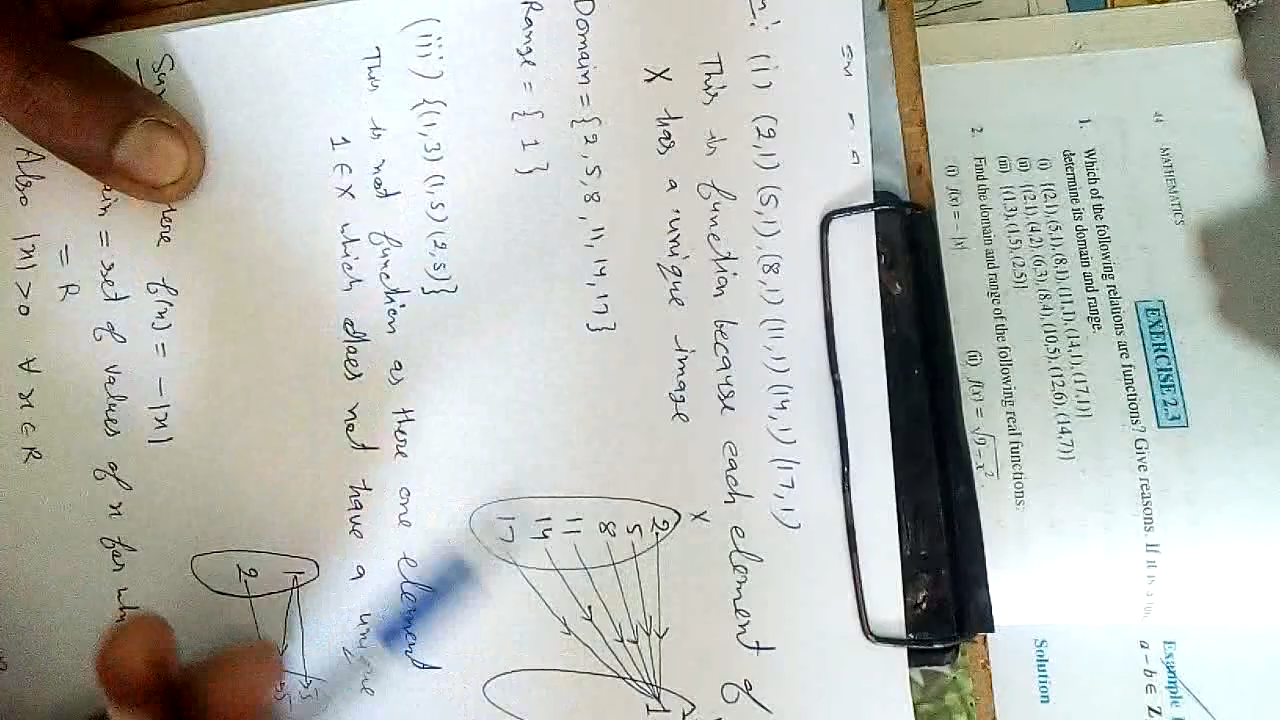 44 MATHEMATICS
EXERCISE 2.3
1. Which of the following relations are functions? Give reasons. If it is a
determine its domain and range.
(i) {(2,1), (5,1), (8,1), (11,1), (14,1), (17,1)}
(ii) {(2,1), (4,2), (6,3), (8,4), (10,5), (12,6), (14,7)}
(iii) {(1,3), (1,5), (2,5)}
2. Find the domain and range of the following real functions:
(i) f(x) = – |x| (ii) f(x) = √9 – x²
Example
a – b ∈ Z
Solution
(i) (2,1) (5,1), (8,1) (11,1) (14,1) (17,1)
This is function because each element of
X has a unique image
X
Domain = {2,5,8,11,14,17}
Range = { 1 }
2
5
8
11
14
17
1
(iii) {(1,3) (1,5) (2,5)}
This is not function as there one element
1 ∈ X which does not have a unique
1
2
f(x) = -|x|
= set of values of x for
= R
Also |x| > 0 ∀ x ∈ R